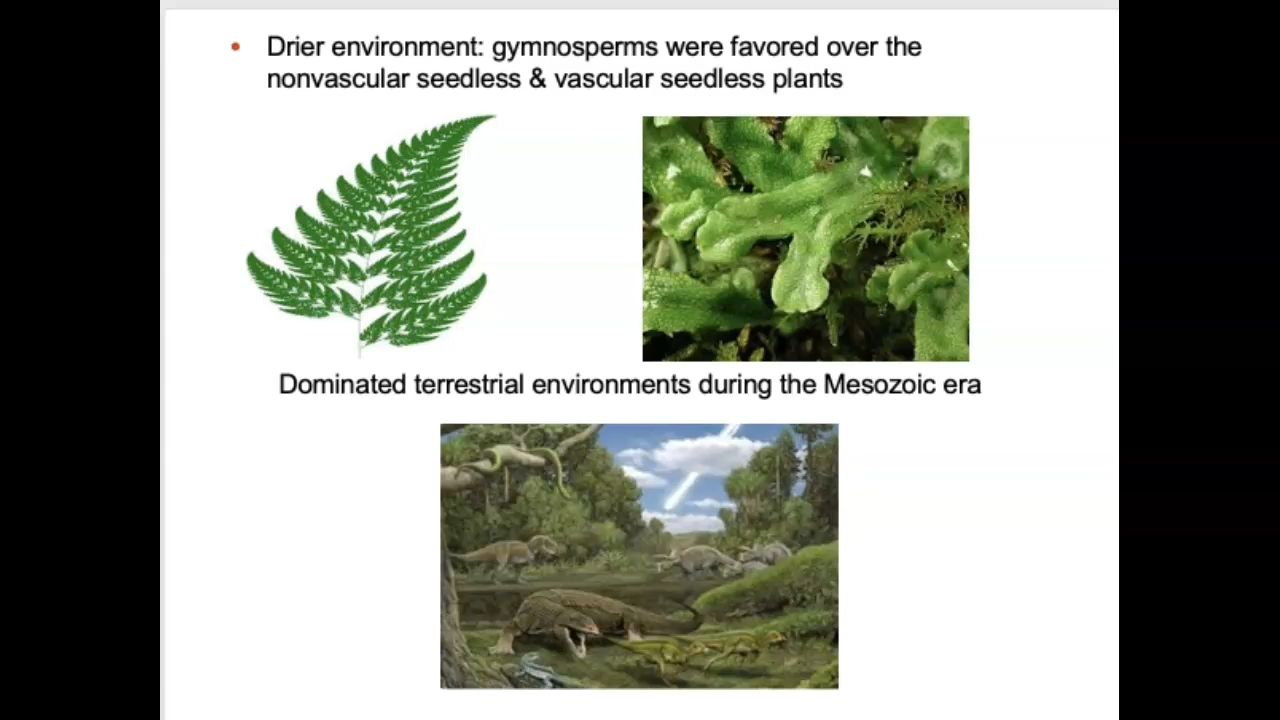 • Drier environment: gymnosperms were favored over the
nonvascular seedless & vascular seedless plants
Dominated terrestrial environments during the Mesozoic era